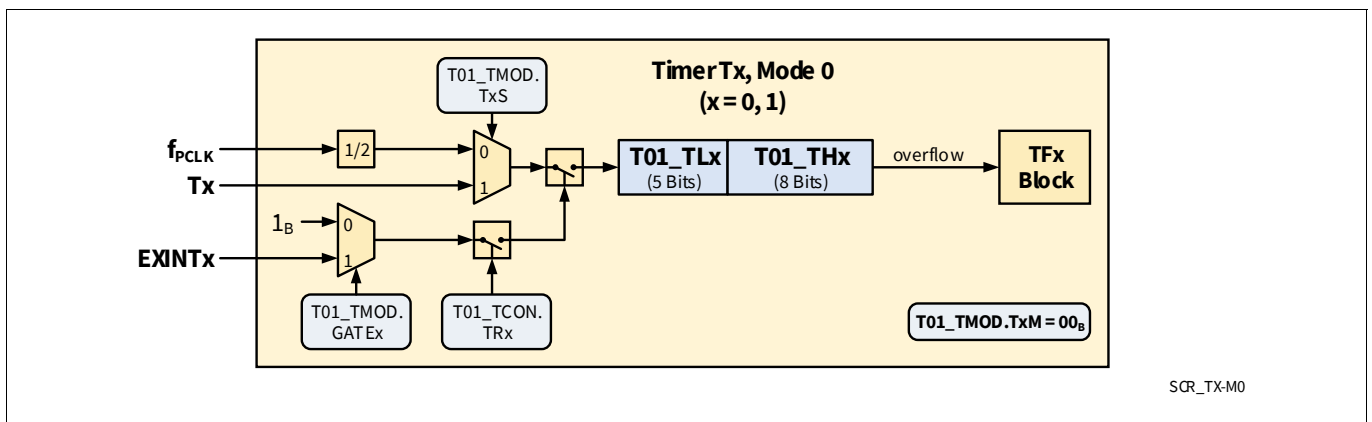 Timer Tx, Mode 0
(x = 0, 1)
T01_TMOD.
TxS
fPCLK
1/2
0
1
Tx
T01_TLx
(5 Bits)
T01_THx
(8 Bits)
overflow
TFx
Block
1B
0
1
EXINTx
T01_TMOD.
GATEx
T01_TCON.
TRx
T01_TMOD.TxM = 00B
SCR_TX-M0